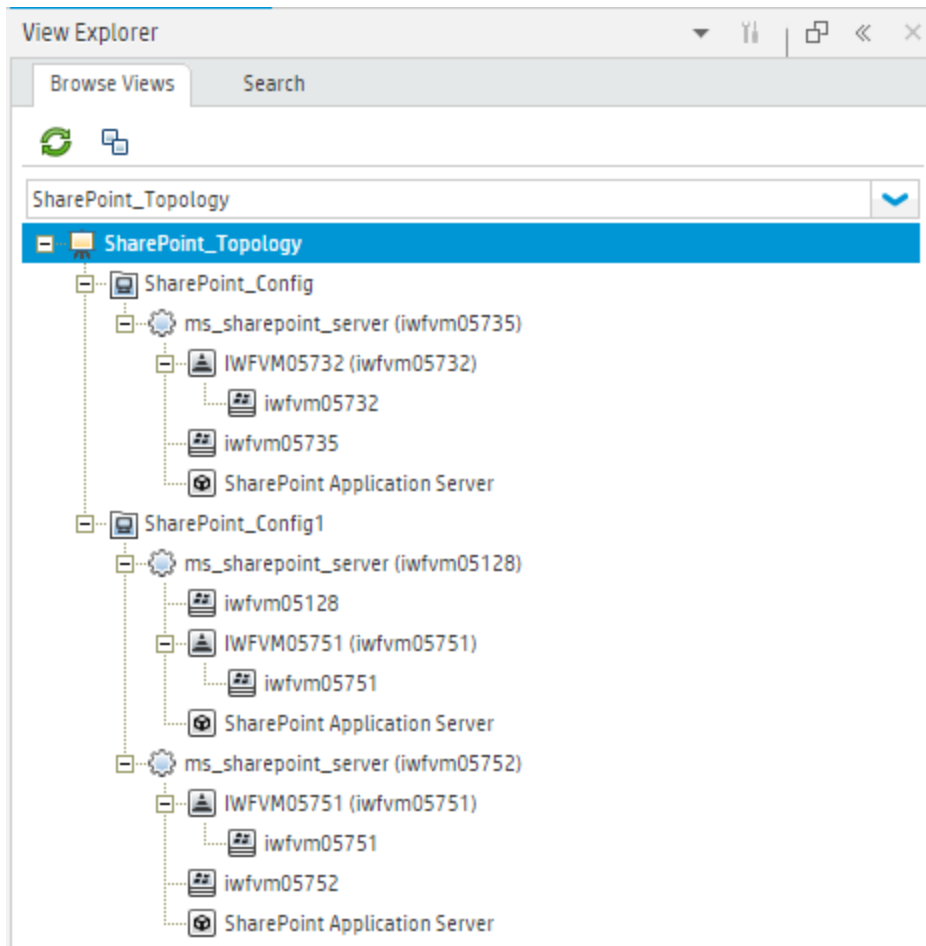 View Explorer
Browse Views Search
SharePoint_Topology
SharePoint_Topology
SharePoint_Config
ms_sharepoint_server (iwfvm05735)
IWFVM05732 (iwfvm05732)
iwfvm05732
iwfvm05735
SharePoint Application Server
SharePoint_Config1
ms_sharepoint_server (iwfvm05128)
iwfvm05128
IWFVM05751 (iwfvm05751)
iwfvm05751
SharePoint Application Server
ms_sharepoint_server (iwfvm05752)
IWFVM05751 (iwfvm05751)
iwfvm05751
iwfvm05752
SharePoint Application Server